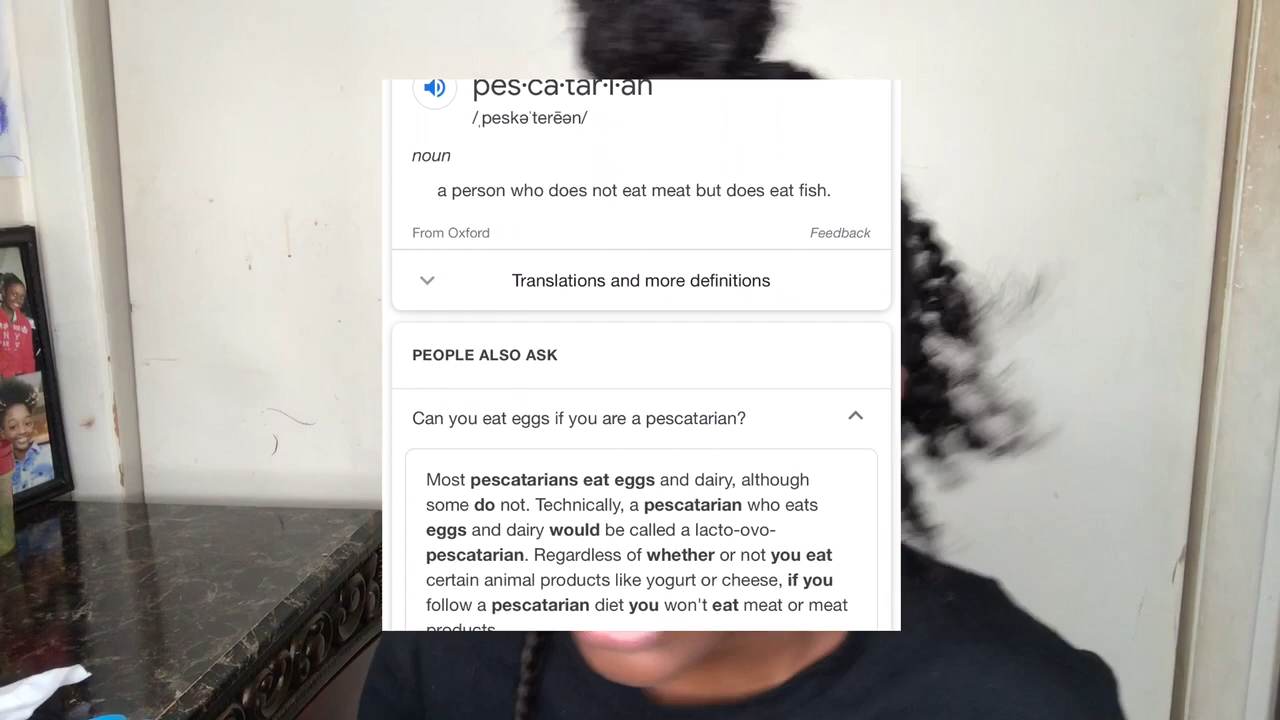 pes·ca·tar·i·an
/ˌpeskəˈterēən/
noun
a person who does not eat meat but does eat fish.
From Oxford
Feedback
Translations and more definitions
PEOPLE ALSO ASK
Can you eat eggs if you are a pescatarian?
Most pescatarians eat eggs and dairy, although
some do not. Technically, a pescatarian who eats
eggs and dairy would be called a lacto-ovo-
pescatarian. Regardless of whether or not you eat
certain animal products like yogurt or cheese, if you
follow a pescatarian diet you won't eat meat or meat
products.